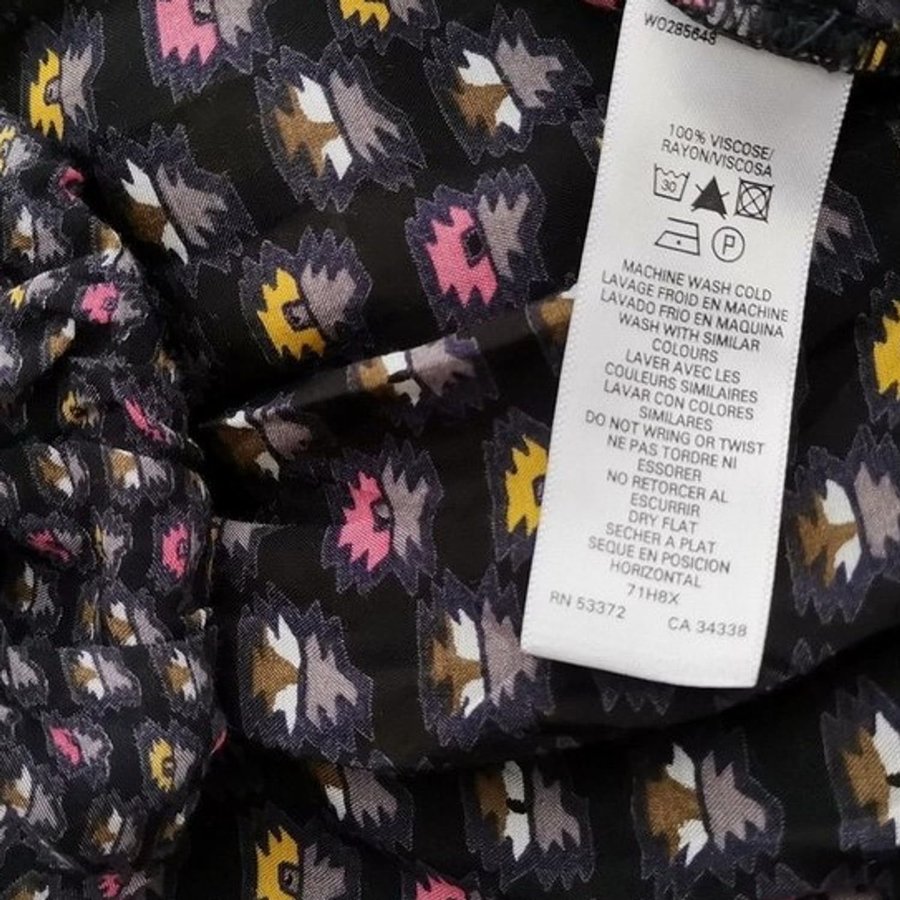 W0285648
100% VISCOSE/
RAYON/VISCOSA
30
P
MACHINE WASH COLD
LAVAGE FROID EN MACHINE
LAVADO FRIO EN MAQUINA
WASH WITH SIMILAR
COLOURS
LAVER AVEC LES
COULEURS SIMILAIRES
LAVAR CON COLORES
SIMILARES
DO NOT WRING OR TWIST
NE PAS TORDRE NI
ESSORER
NO RETORCER AL
ESCURRIR
DRY FLAT
SECHER A PLAT
SEQUE EN POSICION
HORIZONTAL
71H8X
RN 53372 CA 34338